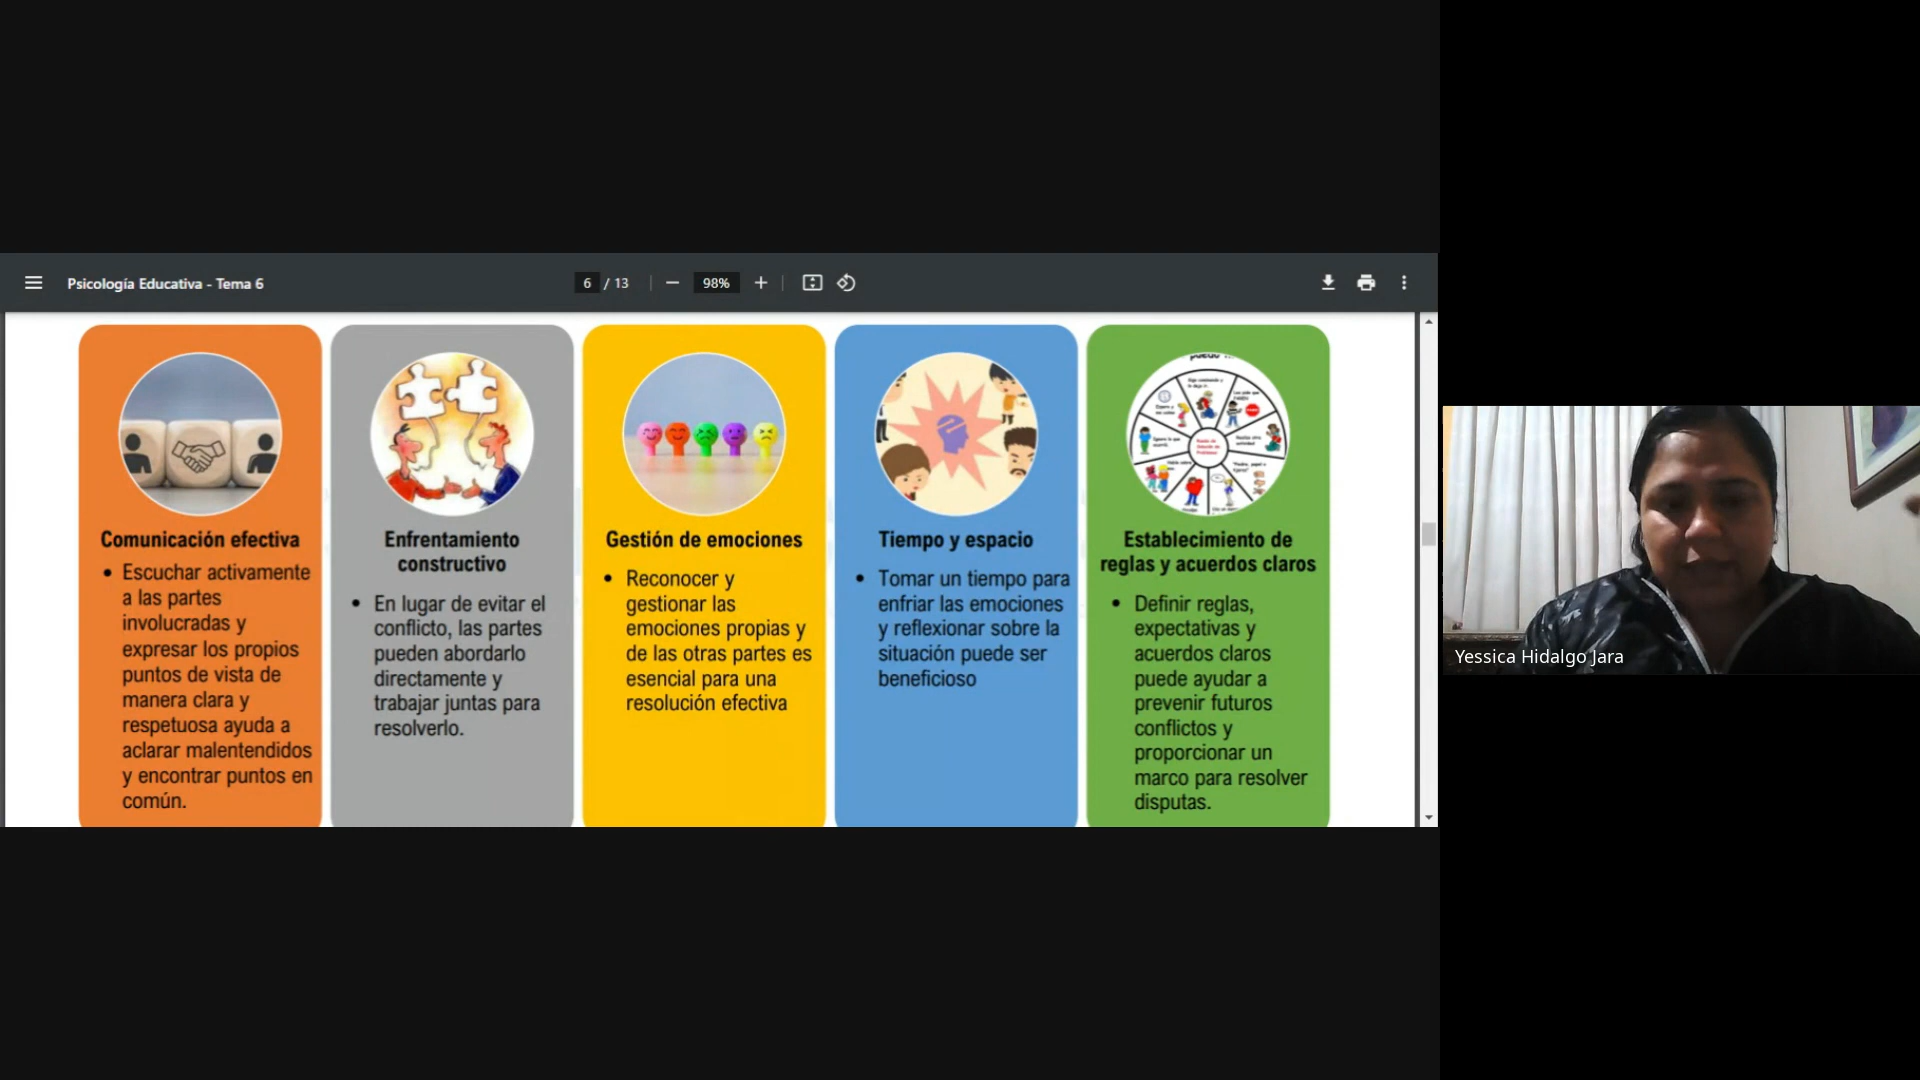 Psicología Educativa - Tema 6
6 / 13
98%
Comunicación efectiva
• Escuchar activamente
a las partes
involucradas y
expresar los propios
puntos de vista de
manera clara y
respetuosa ayuda a
aclarar malentendidos
y encontrar puntos en
común.
Enfrentamiento
constructivo
• En lugar de evitar el
conflicto, las partes
pueden abordarlo
directamente y
trabajar juntas para
resolverlo.
Gestión de emociones
• Reconocer y
gestionar las
emociones propias y
de las otras partes es
esencial para una
resolución efectiva
Tiempo y espacio
• Tomar un tiempo para
enfriar las emociones
y reflexionar sobre la
situación puede ser
beneficioso
Establecimiento de
reglas y acuerdos claros
• Definir reglas,
expectativas y
acuerdos claros
puede ayudar a
prevenir futuros
conflictos y
proporcionar un
marco para resolver
disputas.
Yessica Hidalgo Jara